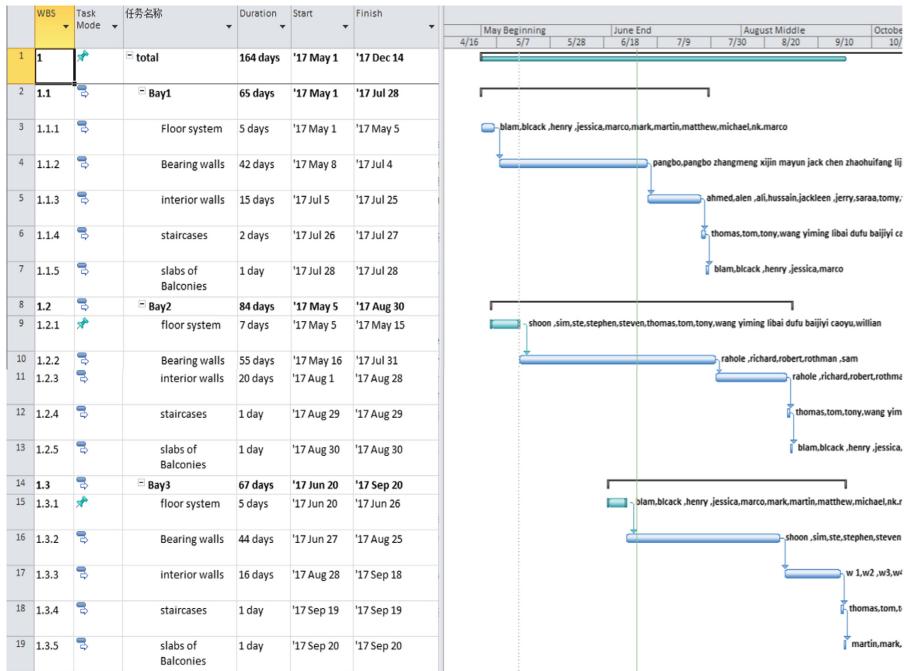 WBS Task Mode 任务名称 Duration Start Finish
May Beginning June End August Middle Octobe
4/16 5/7 5/28 6/18 7/9 7/30 8/20 9/10 10/
1 1 total 164 days '17 May 1 '17 Dec 14
2 1.1 Bay1 65 days '17 May 1 '17 Jul 28
3 1.1.1 Floor system 5 days '17 May 1 '17 May 5 blam,blcack ,henry ,jessica,marco,mark,martin,matthew,michael,nk.marco
4 1.1.2 Bearing walls 42 days '17 May 8 '17 Jul 4 pangbo,pangbo zhangmeng xijin mayun jack chen zhaohuifang lij
5 1.1.3 interior walls 15 days '17 Jul 5 '17 Jul 25 ahmed,alen ,ali,hussain,jackleen ,jerry,saraa,tomy,
6 1.1.4 staircases 2 days '17 Jul 26 '17 Jul 27 thomas,tom,tony,wang yiming libai dufu baijiyi ca
7 1.1.5 slabs of Balconies 1 day '17 Jul 28 '17 Jul 28 blam,blcack ,henry ,jessica,marco
8 1.2 Bay2 84 days '17 May 5 '17 Aug 30
9 1.2.1 floor system 7 days '17 May 5 '17 May 15 shoon ,sim,ste,stephen,steven,thomas,tom,tony,wang yiming libai dufu baijiyi caoyu,willian
10 1.2.2 Bearing walls 55 days '17 May 16 '17 Jul 31 rahole ,richard,robert,rothman ,sam
11 1.2.3 interior walls 20 days '17 Aug 1 '17 Aug 28 rahole ,richard,robert,rothma
12 1.2.4 staircases 1 day '17 Aug 29 '17 Aug 29 thomas,tom,tony,wang yim
13 1.2.5 slabs of Balconies 1 day '17 Aug 30 '17 Aug 30 blam,blcack ,henry ,jessica,
14 1.3 Bay3 67 days '17 Jun 20 '17 Sep 20
15 1.3.1 floor system 5 days '17 Jun 20 '17 Jun 26 blam,blcack ,henry ,jessica,marco,mark,martin,matthew,michael,nk.r
16 1.3.2 Bearing walls 44 days '17 Jun 27 '17 Aug 25 shoon ,sim,ste,stephen,steven
17 1.3.3 interior walls 16 days '17 Aug 28 '17 Sep 18 w 1,w2 ,w3,w4
18 1.3.4 staircases 1 day '17 Sep 19 '17 Sep 19 thomas,tom,t
19 1.3.5 slabs of Balconies 1 day '17 Sep 20 '17 Sep 20 martin,mark,